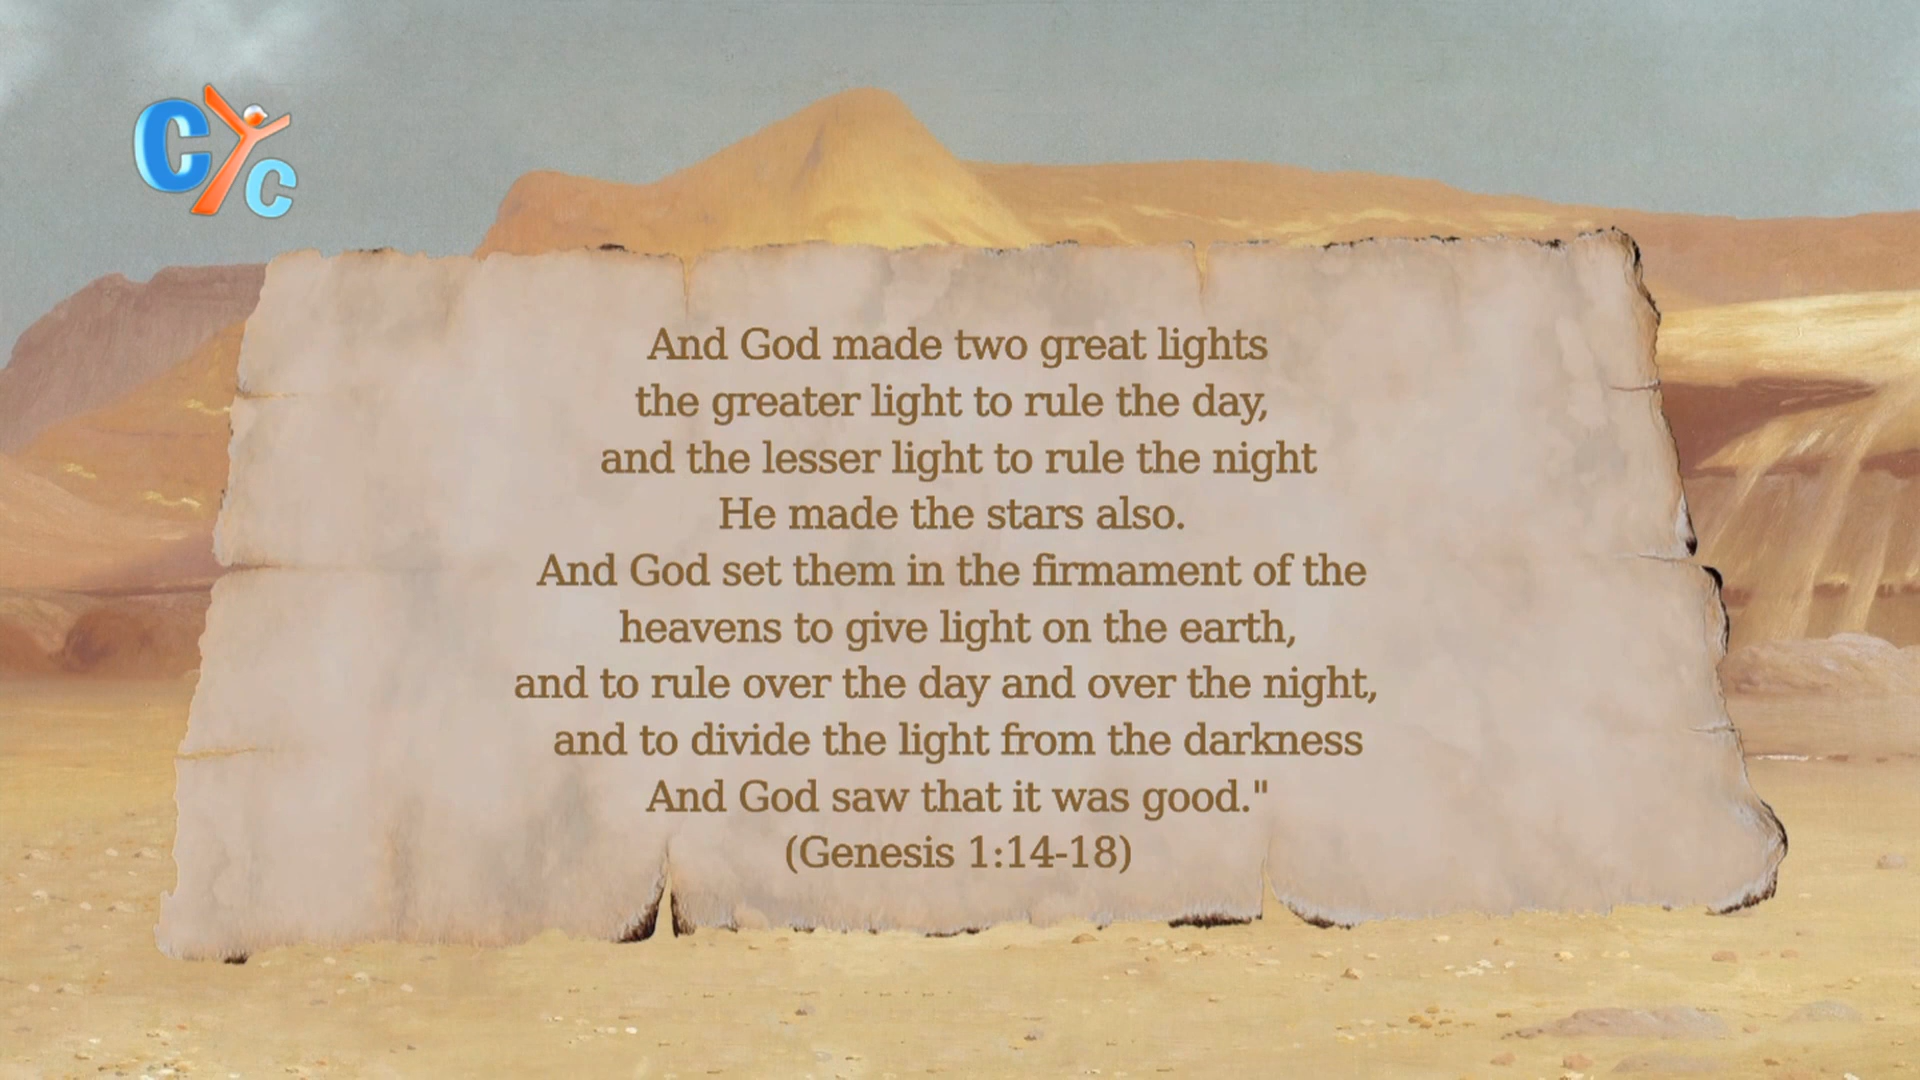 CYC
And God made two great lights
the greater light to rule the day,
and the lesser light to rule the night
He made the stars also.
And God set them in the firmament of the
heavens to give light on the earth,
and to rule over the day and over the night,
and to divide the light from the darkness
And God saw that it was good."
(Genesis 1:14-18)